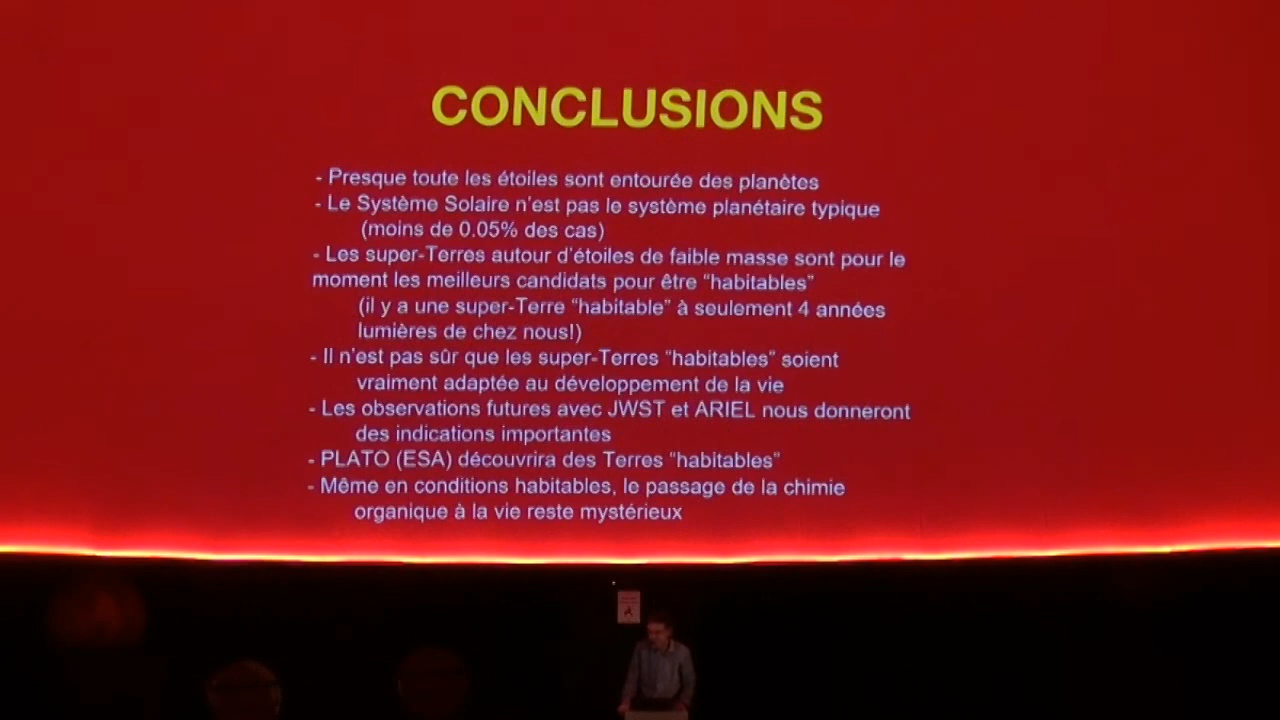 CONCLUSIONS
- Presque toute les étoiles sont entourée des planètes
- Le Système Solaire n'est pas le système planétaire typique
(moins de 0.05% des cas)
- Les super-Terres autour d'étoiles de faible masse sont pour le
moment les meilleurs candidats pour être "habitables"
(il y a une super-Terre "habitable" à seulement 4 années
lumières de chez nous!)
- Il n'est pas sûr que les super-Terres "habitables" soient
vraiment adaptée au développement de la vie
- Les observations futures avec JWST et ARIEL nous donneront
des indications importantes
- PLATO (ESA) découvrira des Terres "habitables"
- Même en conditions habitables, le passage de la chimie
organique à la vie reste mystérieux